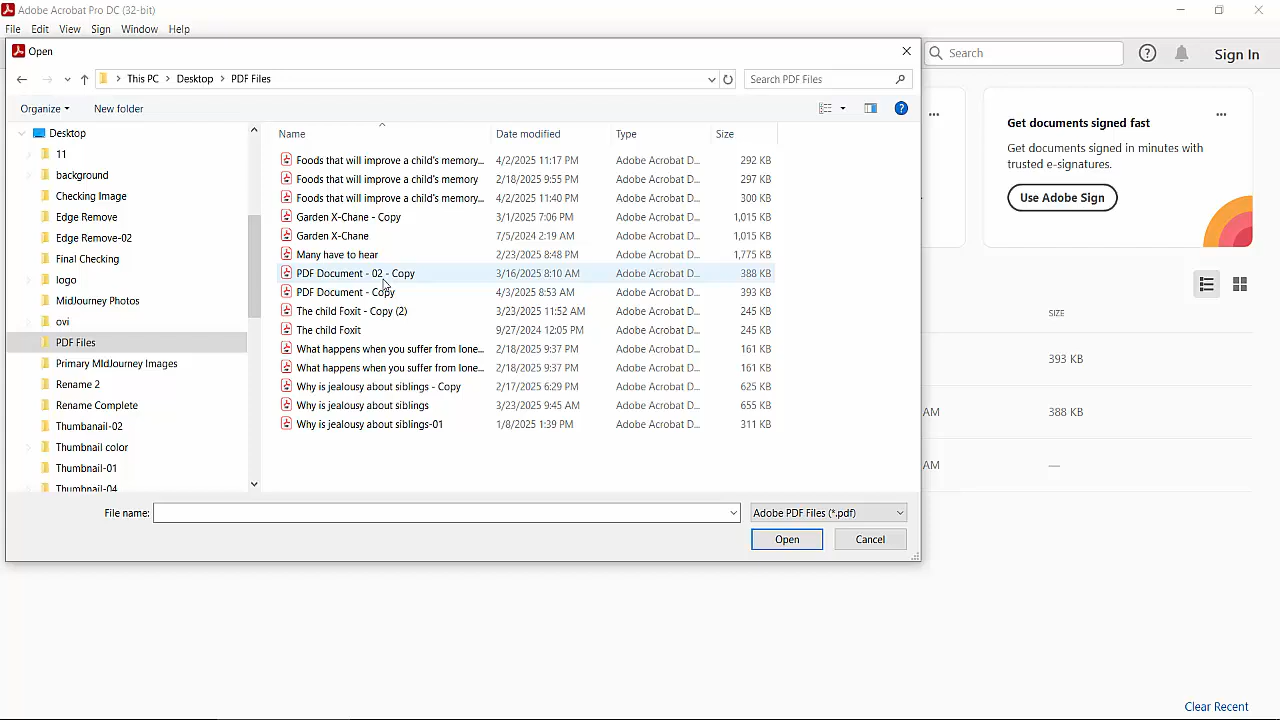 Adobe Acrobat Pro DC (32-bit)
File Edit View Sign Window Help
Open
This PC > Desktop > PDF Files
Search PDF Files
Search
Sign In
Organize
New folder
Desktop
11
background
Checking Image
Edge Remove
Edge Remove-02
Final Checking
logo
MidJourney Photos
ovi
PDF Files
Primary MIdJourney Images
Rename 2
Rename Complete
Thumbanail-02
Thumbnail color
Thumbnail-01
Thumbnail-04
Name Date modified Type Size
Foods that will improve a child's memory... 4/2/2025 11:17 PM Adobe Acrobat D... 292 KB
Foods that will improve a child's memory 2/18/2025 9:55 PM Adobe Acrobat D... 297 KB
Foods that will improve a child's memory... 4/2/2025 11:40 PM Adobe Acrobat D... 300 KB
Garden X-Chane - Copy 3/1/2025 7:06 PM Adobe Acrobat D... 1,015 KB
Garden X-Chane 7/5/2024 2:19 AM Adobe Acrobat D... 1,015 KB
Many have to hear 2/23/2025 8:48 PM Adobe Acrobat D... 1,775 KB
PDF Document - 02 - Copy 3/16/2025 8:10 AM Adobe Acrobat D... 388 KB
PDF Document - Copy 4/3/2025 8:53 AM Adobe Acrobat D... 393 KB
The child Foxit - Copy (2) 3/23/2025 11:52 AM Adobe Acrobat D... 245 KB
The child Foxit 9/27/2024 12:05 PM Adobe Acrobat D... 245 KB
What happens when you suffer from lone... 2/18/2025 9:37 PM Adobe Acrobat D... 161 KB
What happens when you suffer from lone... 2/18/2025 9:37 PM Adobe Acrobat D... 161 KB
Why is jealousy about siblings - Copy 2/17/2025 6:29 PM Adobe Acrobat D... 625 KB
Why is jealousy about siblings 3/23/2025 9:45 AM Adobe Acrobat D... 655 KB
Why is jealousy about siblings-01 1/8/2025 1:39 PM Adobe Acrobat D... 311 KB
File name:
Adobe PDF Files (*.pdf)
Open
Cancel
Get documents signed fast
Get documents signed in minutes with
trusted e-signatures.
Use Adobe Sign
SIZE
393 KB
AM 388 KB
AM —
Clear Recent